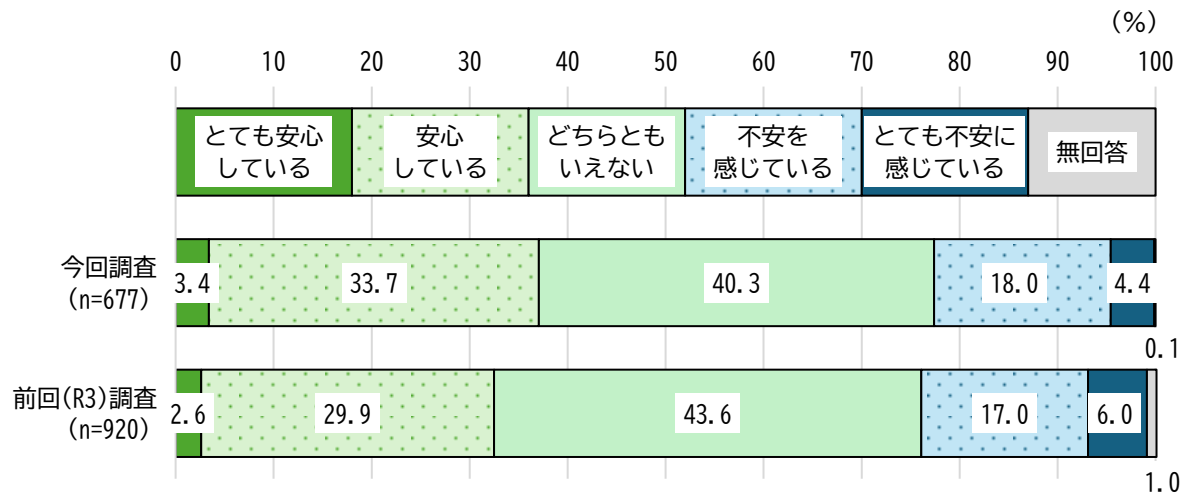 （%）
0 10 20 30 40 50 60 70 80 90 100
とても安心
している
安心
している
どちらとも
いえない
不安を
感じている
とても不安に
感じている
無回答
今回調査
(n=677)
3.4 33.7 40.3 18.0 4.4
0.1
前回(R3)調査
(n=920)
2.6 29.9 43.6 17.0 6.0
1.0